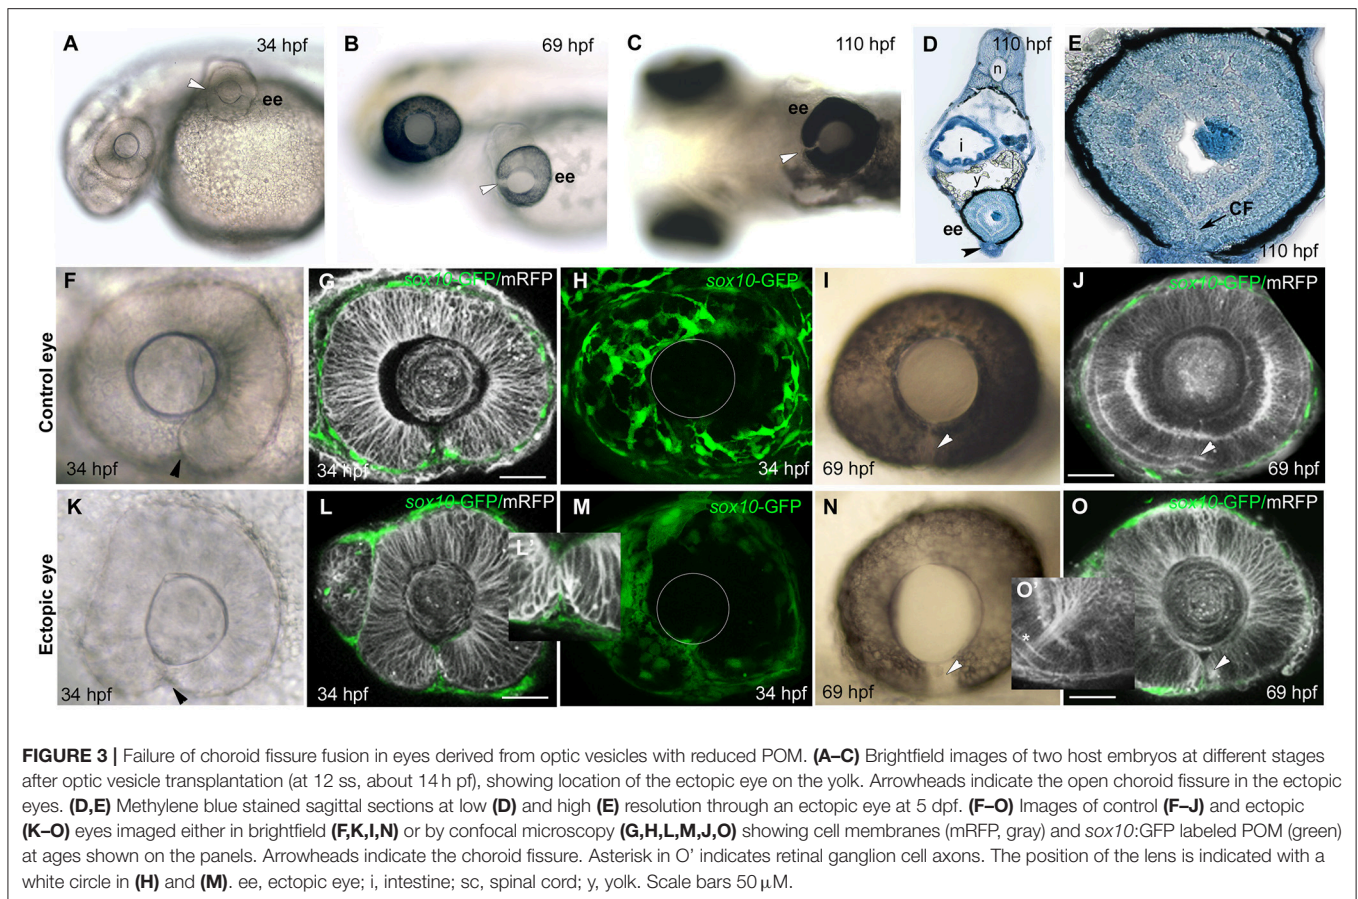 A
34 hpf
ee
B
69 hpf
ee
C
110 hpf
ee
D
110 hpf
n
i
y
ee
E
CF
110 hpf
Control eye
F
34 hpf
G
sox10-GFP/mRFP
34 hpf
H
sox10-GFP
34 hpf
I
69 hpf
J
sox10-GFP/mRFP
69 hpf
Ectopic eye
K
34 hpf
L
sox10-GFP/mRFP
34 hpf
L'
M
sox10-GFP
34 hpf
N
69 hpf
O
sox10-GFP/mRFP
O'
*
69 hpf
FIGURE 3 | Failure of choroid fissure fusion in eyes derived from optic vesicles with reduced POM. (A–C) Brightfield images of two host embryos at different stages
after optic vesicle transplantation (at 12 ss, about 14 h pf), showing location of the ectopic eye on the yolk. Arrowheads indicate the open choroid fissure in the ectopic
eyes. (D,E) Methylene blue stained sagittal sections at low (D) and high (E) resolution through an ectopic eye at 5 dpf. (F–O) Images of control (F–J) and ectopic
(K–O) eyes imaged either in brightfield (F,K,I,N) or by confocal microscopy (G,H,L,M,J,O) showing cell membranes (mRFP, gray) and sox10:GFP labeled POM (green)
at ages shown on the panels. Arrowheads indicate the choroid fissure. Asterisk in O' indicates retinal ganglion cell axons. The position of the lens is indicated with a
white circle in (H) and (M). ee, ectopic eye; i, intestine; sc, spinal cord; y, yolk. Scale bars 50 µM.